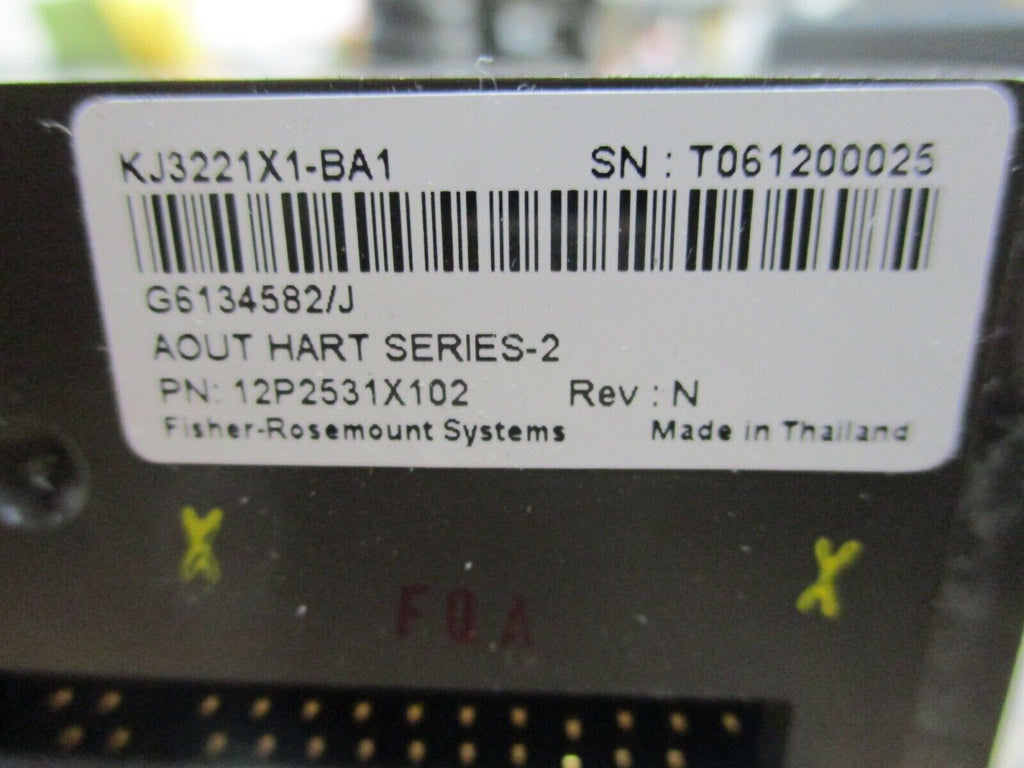 KJ3221X1-BA1 SN : T061200025
G6134582/J
AOUT HART SERIES-2
PN: 12P2531X102 Rev : N
Fisher-Rosemount Systems Made in Thailand
X X
FQA